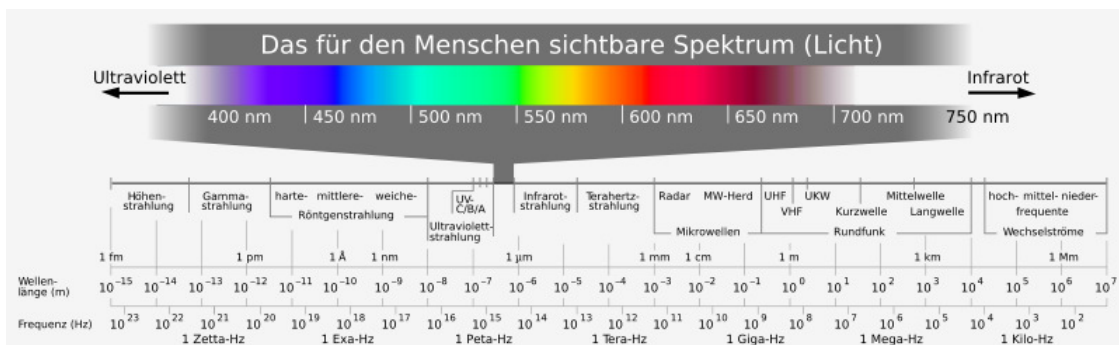 Das für den Menschen sichtbare Spektrum (Licht)
Ultraviolett
Infrarot
400 nm 450 nm 500 nm 550 nm 600 nm 650 nm 700 nm 750 nm
Höhen-
strahlung
Gamma-
strahlung
harte- mittlere- weiche-
Röntgenstrahlung
UV-
C/B/A
Ultraviolett-
strahlung
Infrarot-
strahlung
Terahertz-
strahlung
Radar MW-Herd
Mikrowellen
UHF UKW Mittelwelle
VHF Kurzwelle Langwelle
Rundfunk
hoch- mittel- nieder-
frequente
Wechselströme
1 fm 1 pm 1 Å 1 nm 1 µm 1 mm 1 cm 1 m 1 km 1 Mm
Wellen-
länge (m)
10⁻¹⁵ 10⁻¹⁴ 10⁻¹³ 10⁻¹² 10⁻¹¹ 10⁻¹⁰ 10⁻⁹ 10⁻⁸ 10⁻⁷ 10⁻⁶ 10⁻⁵ 10⁻⁴ 10⁻³ 10⁻² 10⁻¹ 10⁰ 10¹ 10² 10³ 10⁴ 10⁵ 10⁶ 10⁷
Frequenz (Hz) 10²³ 10²² 10²¹ 10²⁰ 10¹⁹ 10¹⁸ 10¹⁷ 10¹⁶ 10¹⁵ 10¹⁴ 10¹³ 10¹² 10¹¹ 10¹⁰ 10⁹ 10⁸ 10⁷ 10⁶ 10⁵ 10⁴ 10³ 10²
1 Zetta-Hz 1 Exa-Hz 1 Peta-Hz 1 Tera-Hz 1 Giga-Hz 1 Mega-Hz 1 Kilo-Hz